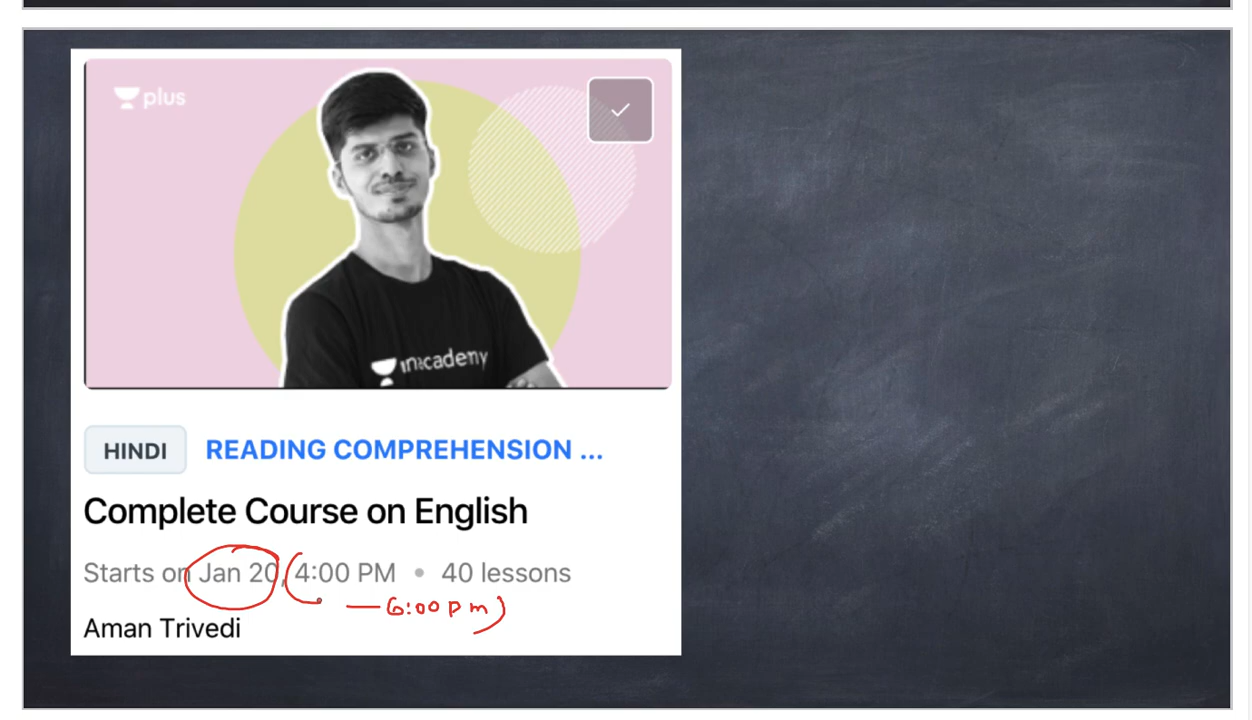 plus
unacademy
HINDI READING COMPREHENSION ...
Complete Course on English
Starts on Jan 20, 4:00 PM • 40 lessons
— 6:00 pm)
Aman Trivedi